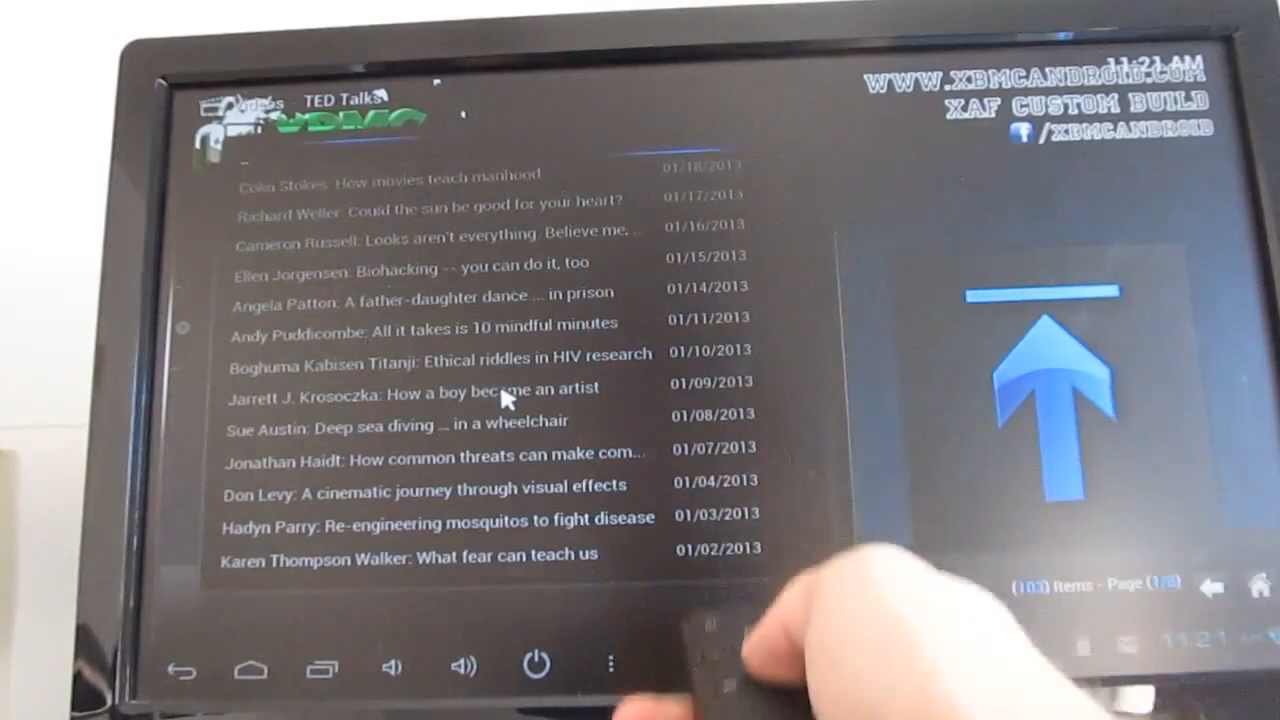 TED Talks
XBMC
11:21 AM
WWW.XBMCANDROID.COM
XAF CUSTOM BUILD
f /XBMCANDROID
..
Colin Stokes: How movies teach manhood 01/18/2013
Richard Weller: Could the sun be good for your heart? 01/17/2013
Cameron Russell: Looks aren't everything. Believe me, ... 01/16/2013
Ellen Jorgensen: Biohacking -- you can do it, too 01/15/2013
Angela Patton: A father-daughter dance ... in prison 01/14/2013
Andy Puddicombe: All it takes is 10 mindful minutes 01/11/2013
Boghuma Kabisen Titanji: Ethical riddles in HIV research 01/10/2013
Jarrett J. Krosoczka: How a boy became an artist 01/09/2013
Sue Austin: Deep sea diving ... in a wheelchair 01/08/2013
Jonathan Haidt: How common threats can make com... 01/07/2013
Don Levy: A cinematic journey through visual effects 01/04/2013
Hadyn Parry: Re-engineering mosquitos to fight disease 01/03/2013
Karen Thompson Walker: What fear can teach us 01/02/2013
(103) Items - Page (1/8)
11:21 AM